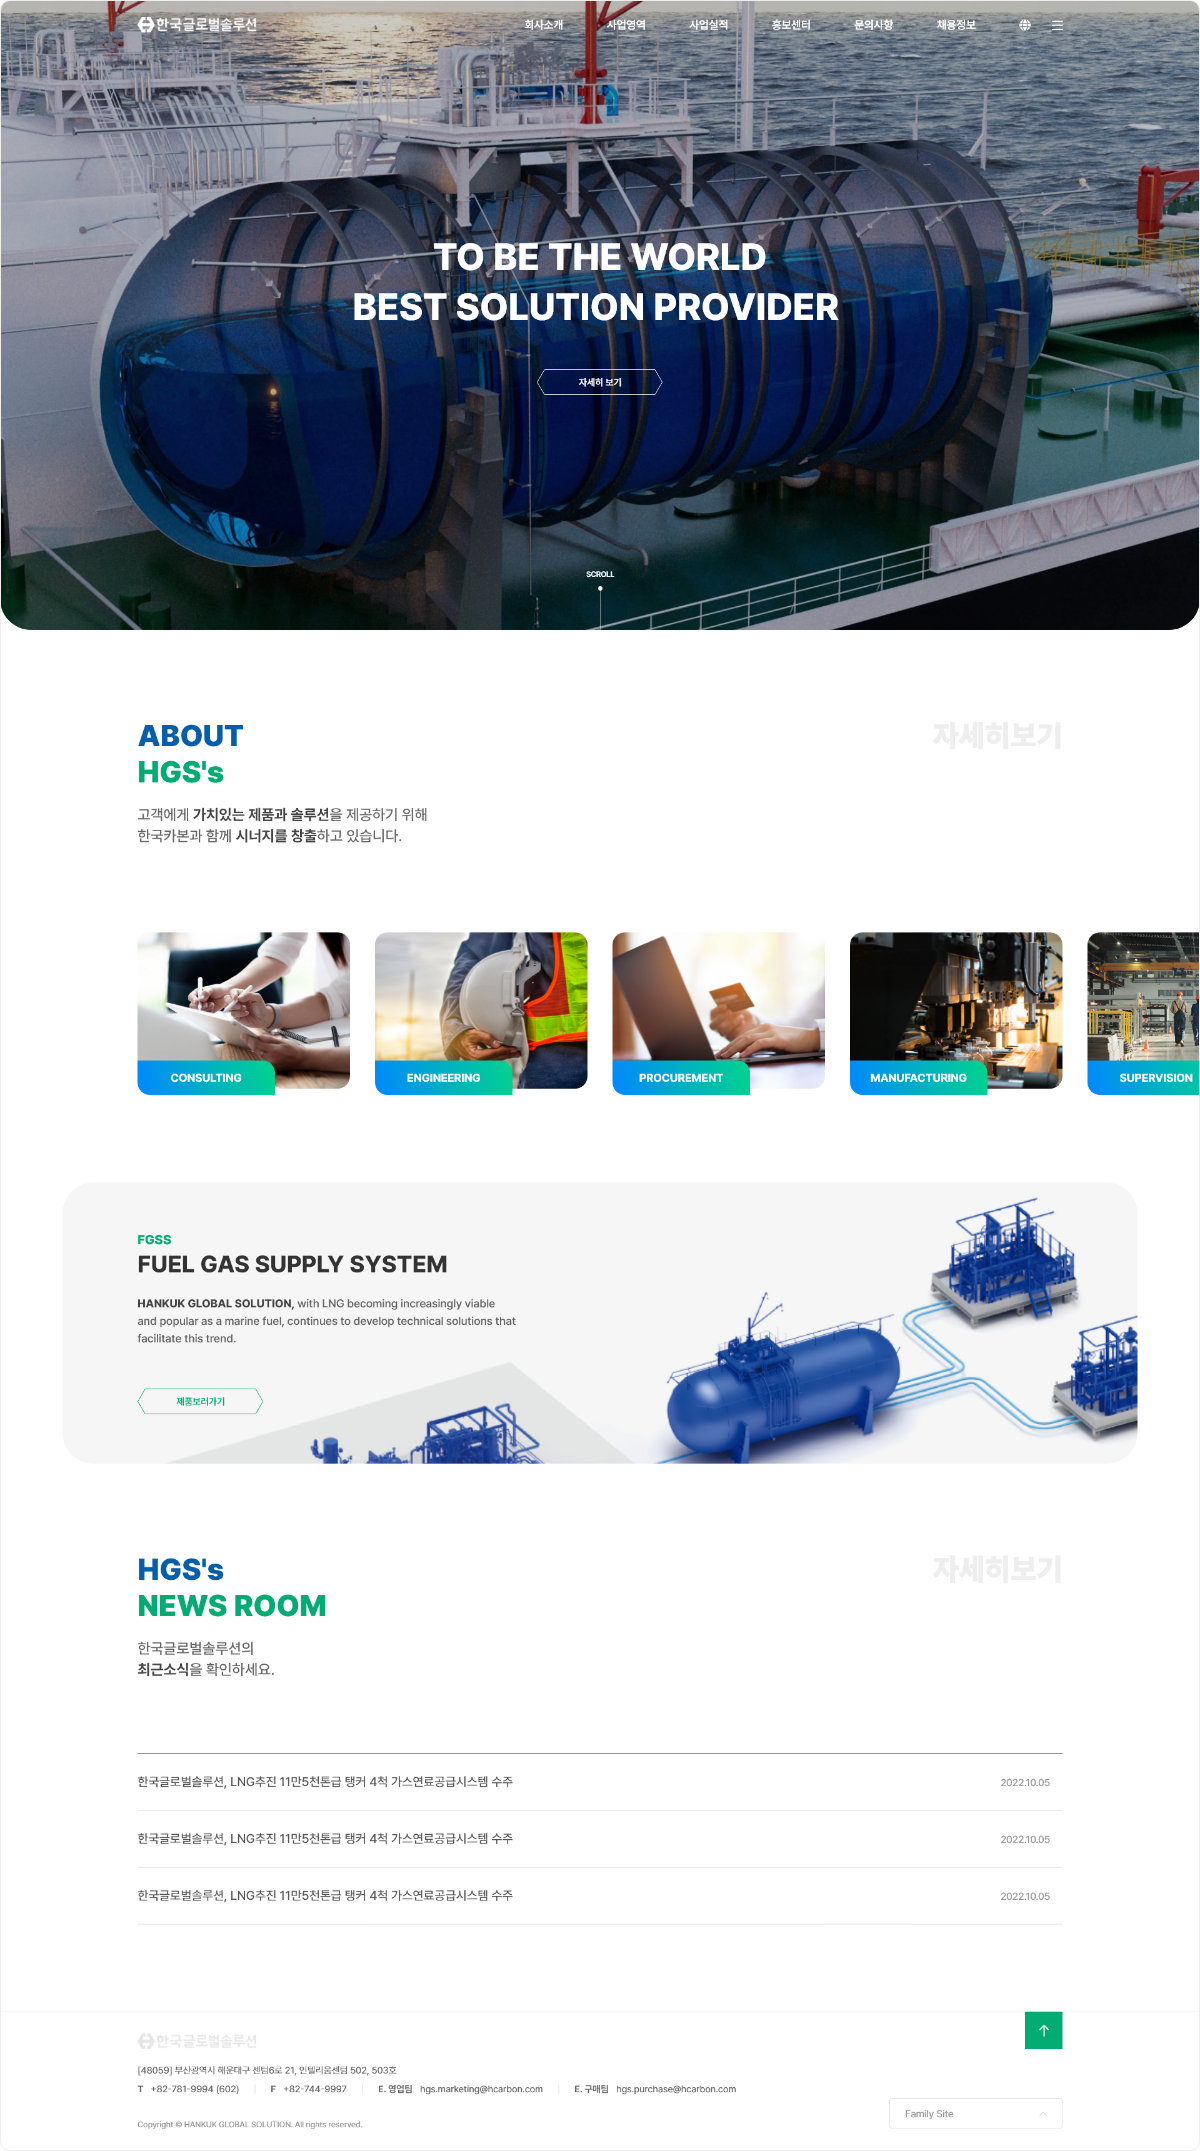 한국글로벌솔루션
회사소개 사업영역 사업실적 홍보센터 문의사항 채용정보
TO BE THE WORLD
BEST SOLUTION PROVIDER
자세히 보기
SCROLL
ABOUT
HGS's
자세히보기
고객에게 가치있는 제품과 솔루션을 제공하기 위해
한국카본과 함께 시너지를 창출하고 있습니다.
CONSULTING
ENGINEERING
PROCUREMENT
MANUFACTURING
SUPERVISION
FGSS
FUEL GAS SUPPLY SYSTEM
HANKUK GLOBAL SOLUTION, with LNG becoming increasingly viable
and popular as a marine fuel, continues to develop technical solutions that
facilitate this trend.
제품보러가기
HGS's
NEWS ROOM
자세히보기
한국글로벌솔루션의
최근소식을 확인하세요.
한국글로벌솔루션, LNG추진 11만5천톤급 탱커 4척 가스연료공급시스템 수주 2022.10.05
한국글로벌솔루션, LNG추진 11만5천톤급 탱커 4척 가스연료공급시스템 수주 2022.10.05
한국글로벌솔루션, LNG추진 11만5천톤급 탱커 4척 가스연료공급시스템 수주 2022.10.05
한국글로벌솔루션
[48059] 부산광역시 해운대구 센텀6로 21, 인텔리움센텀 502, 503호
T +82-781-9994 (602) F +82-744-9997 E. 영업팀 hgs.marketing@hcarbon.com E. 구매팀 hgs.purchase@hcarbon.com
Copyright © HANKUK GLOBAL SOLUTION. All rights reserved.
Family Site